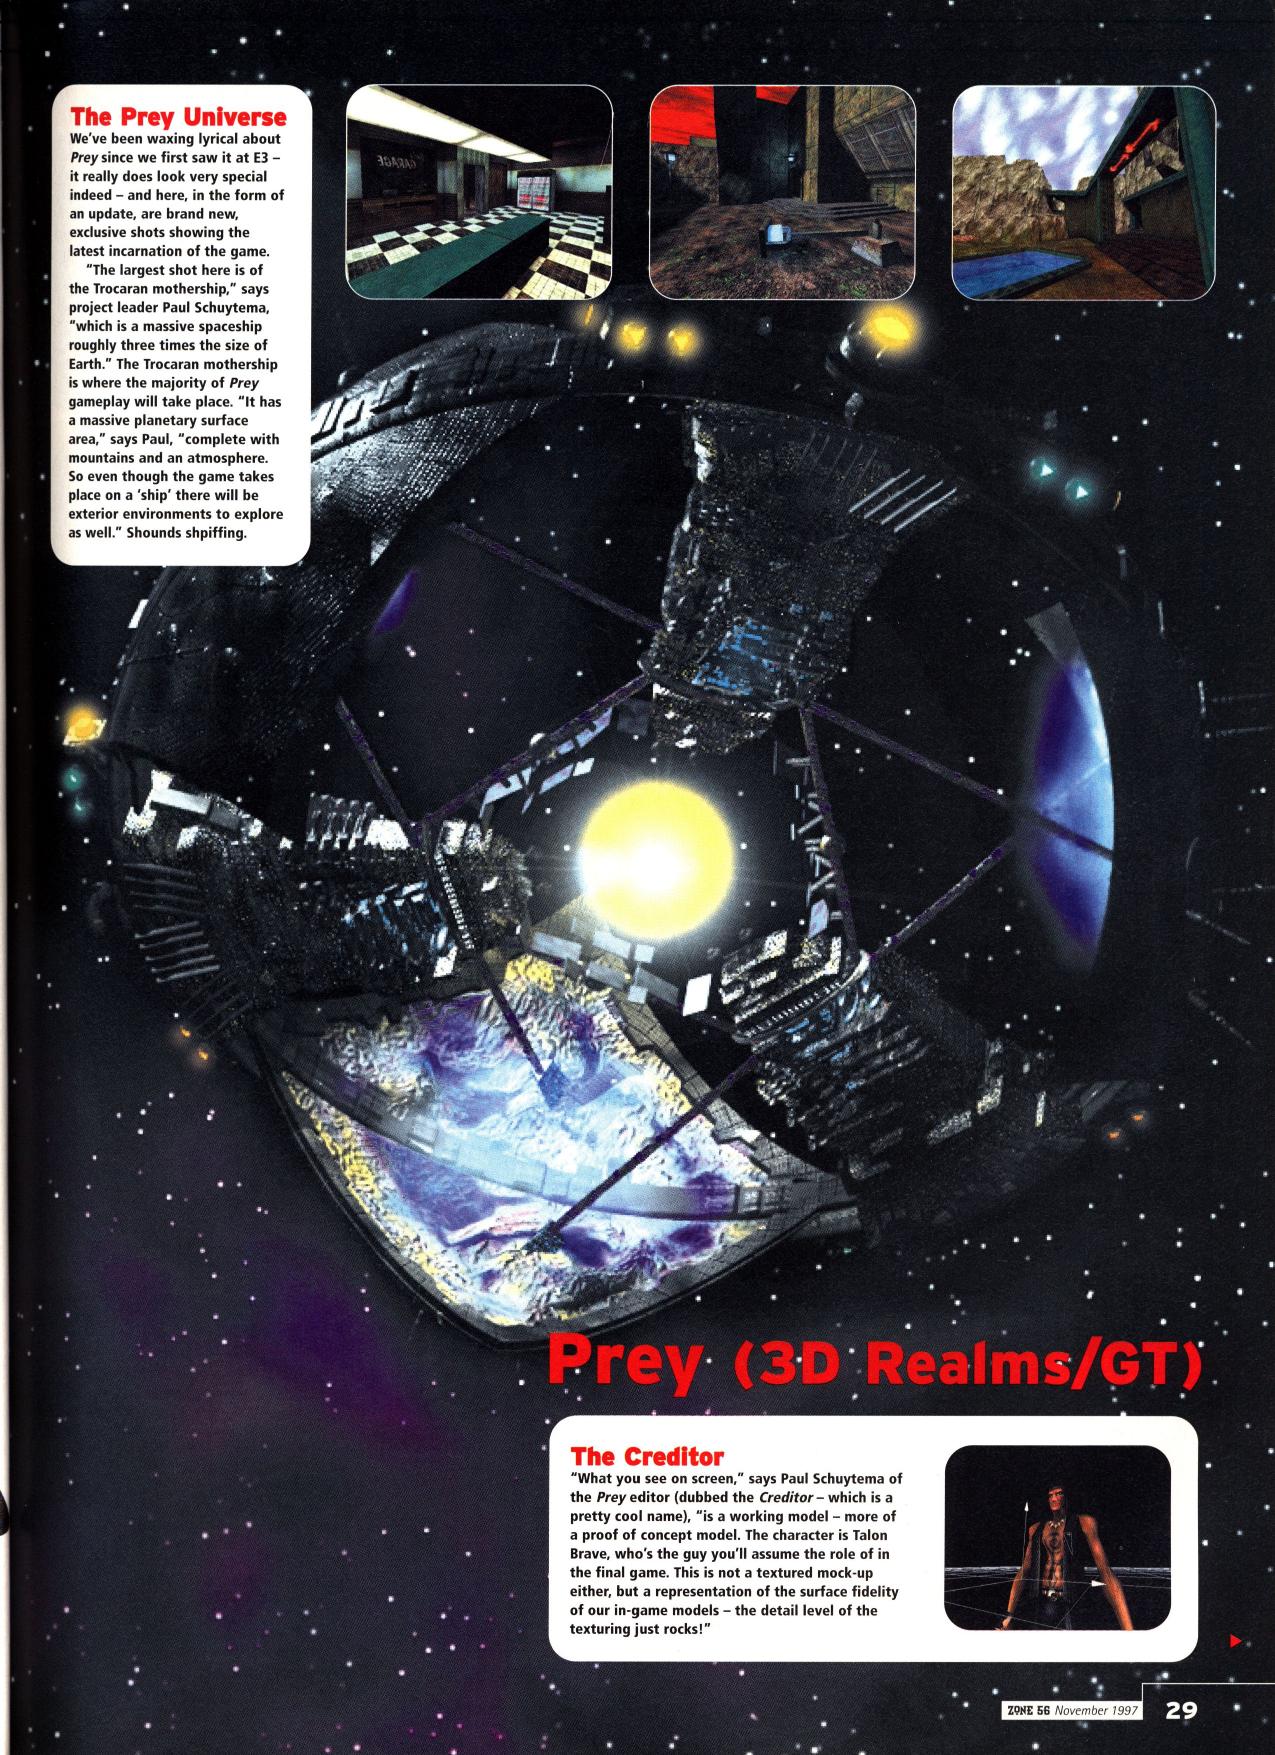 The Prey Universe
We've been waxing lyrical about
Prey since we first saw it at E3 –
it really does look very special
indeed – and here, in the form of
an update, are brand new,
exclusive shots showing the
latest incarnation of the game.
"The largest shot here is of
the Trocaran mothership," says
project leader Paul Schuytema,
"which is a massive spaceship
roughly three times the size of
Earth." The Trocaran mothership
is where the majority of Prey
gameplay will take place. "It has
a massive planetary surface
area," says Paul, "complete with
mountains and an atmosphere.
So even though the game takes
place on a 'ship' there will be
exterior environments to explore
as well." Shounds shpiffing.
GARAGE
Prey (3D Realms/GT)
The Creditor
"What you see on screen," says Paul Schuytema of
the Prey editor (dubbed the Creditor – which is a
pretty cool name), "is a working model – more of
a proof of concept model. The character is Talon
Brave, who's the guy you'll assume the role of in
the final game. This is not a textured mock-up
either, but a representation of the surface fidelity
of our in-game models – the detail level of the
texturing just rocks!"
ZONE 56 November 1997 29